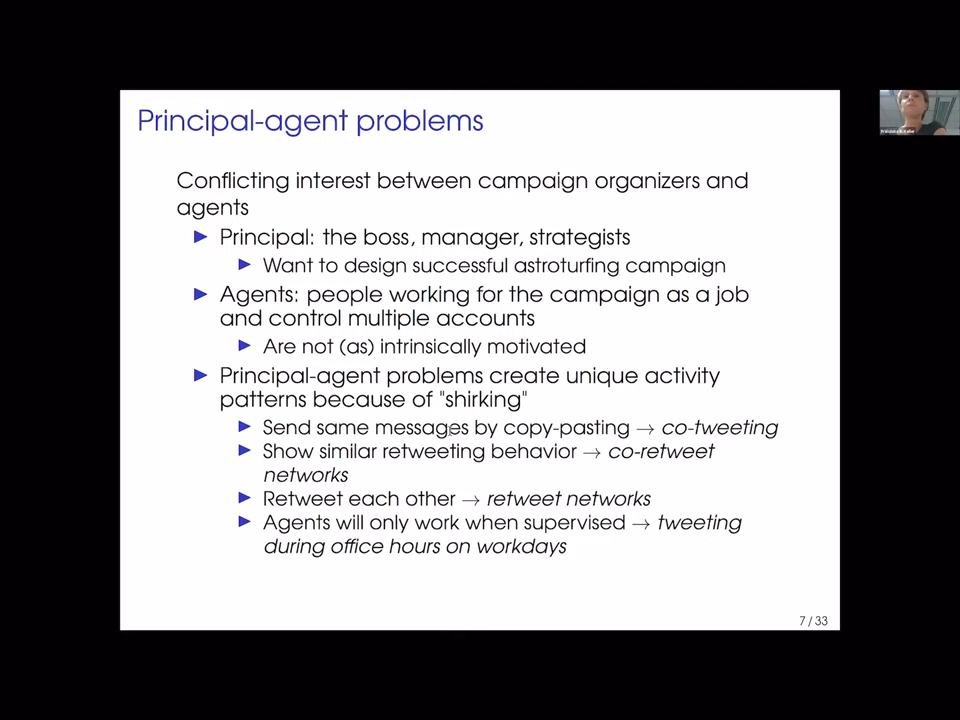 Principal-agent problems
Conflicting interest between campaign organizers and
agents
► Principal: the boss, manager, strategists
► Want to design successful astroturfing campaign
► Agents: people working for the campaign as a job
and control multiple accounts
► Are not (as) intrinsically motivated
► Principal-agent problems create unique activity
patterns because of "shirking"
► Send same messages by copy-pasting → co-tweeting
► Show similar retweeting behavior → co-retweet
networks
► Retweet each other → retweet networks
► Agents will only work when supervised → tweeting
during office hours on workdays
7 / 33